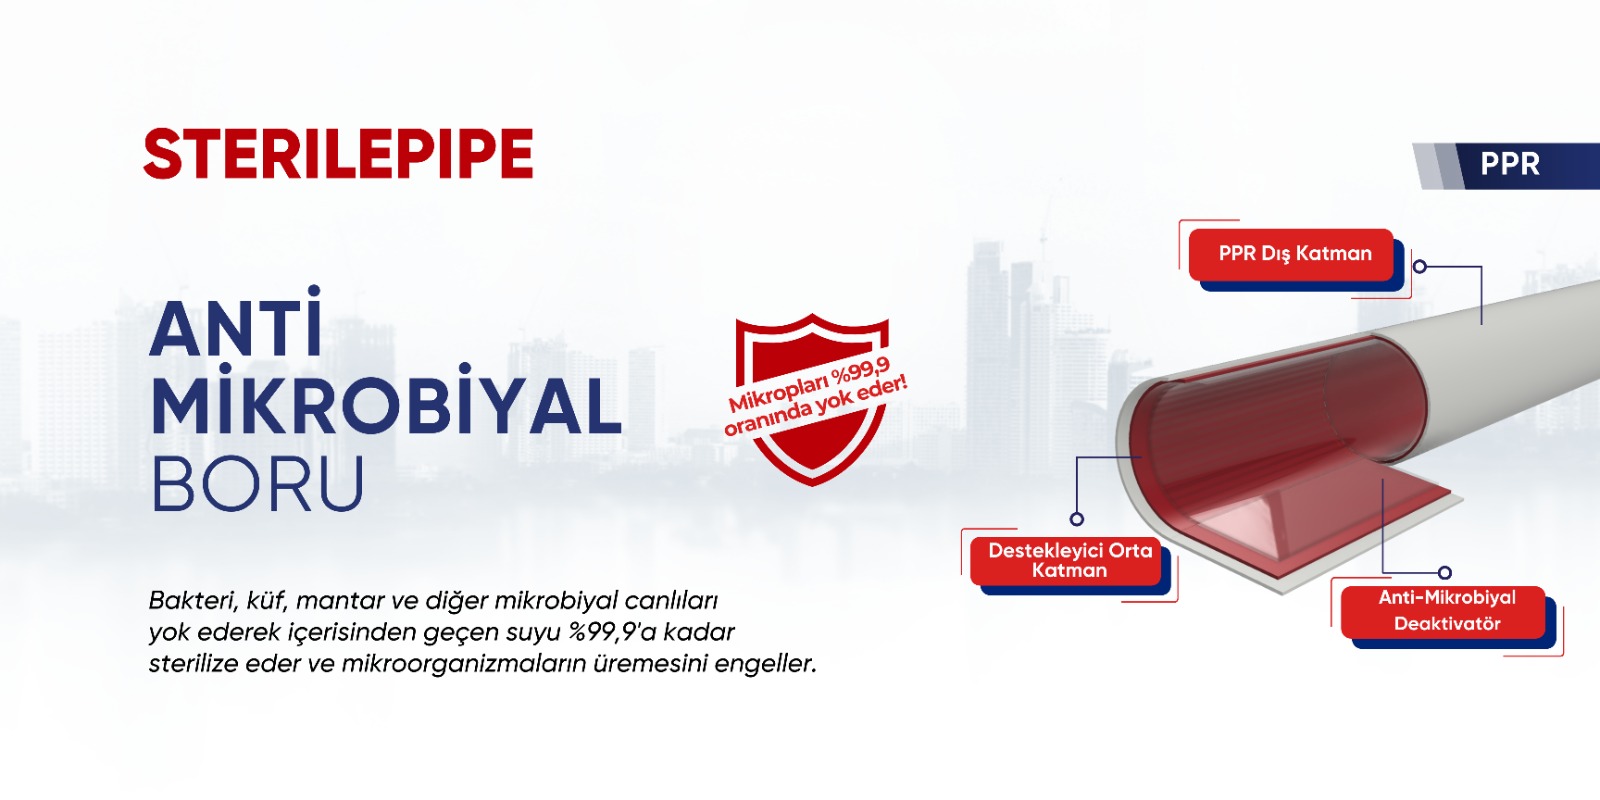 STERILEPIPE
PPR
PPR Dış Katman
ANTİ
MİKROBİYAL
BORU
Mikropları %99,9
oranında yok eder!
Destekleyici Orta
Katman
Anti-Mikrobiyal
Deaktivatör
Bakteri, küf, mantar ve diğer mikrobiyal canlıları
yok ederek içerisinden geçen suyu %99,9'a kadar
sterilize eder ve mikroorganizmaların üremesini engeller.